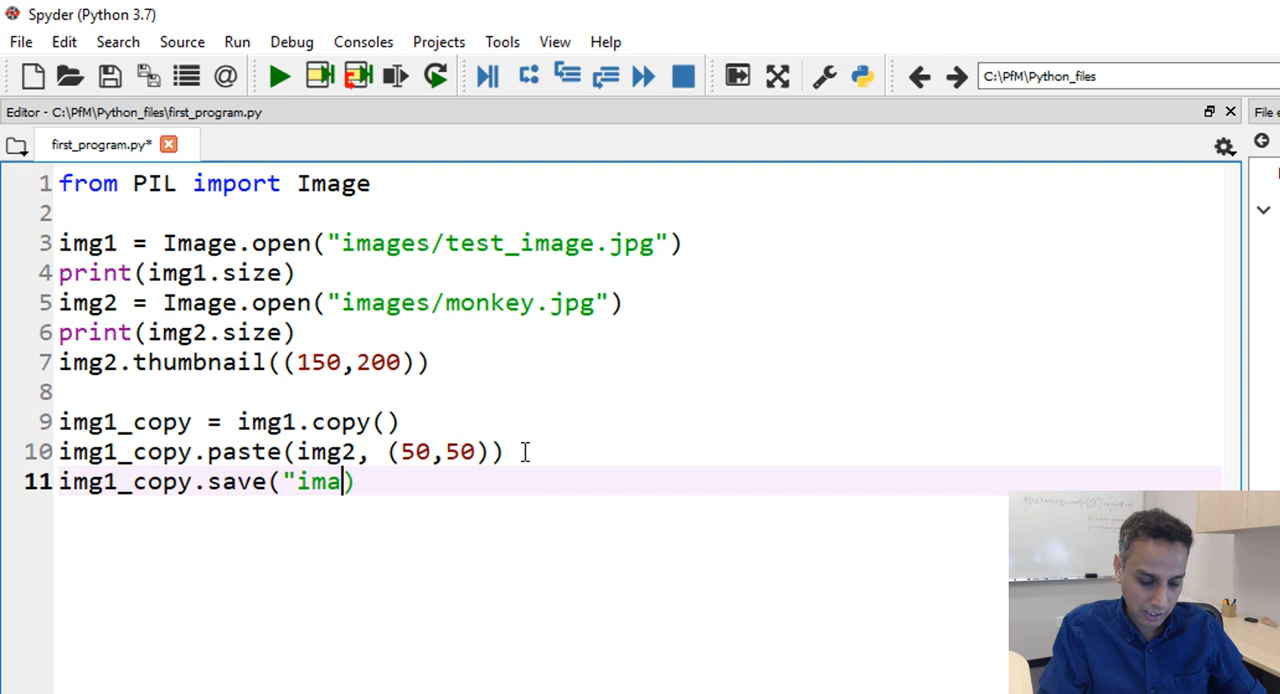 Spyder (Python 3.7)
File Edit Search Source Run Debug Consoles Projects Tools View Help
C:\PfM\Python_files
Editor - C:\PfM\Python_files\first_program.py
File e
first_program.py*
1 from PIL import Image
2
3 img1 = Image.open("images/test_image.jpg")
4 print(img1.size)
5 img2 = Image.open("images/monkey.jpg")
6 print(img2.size)
7 img2.thumbnail((150,200))
8
9 img1_copy = img1.copy()
10 img1_copy.paste(img2, (50,50))
11 img1_copy.save("ima)